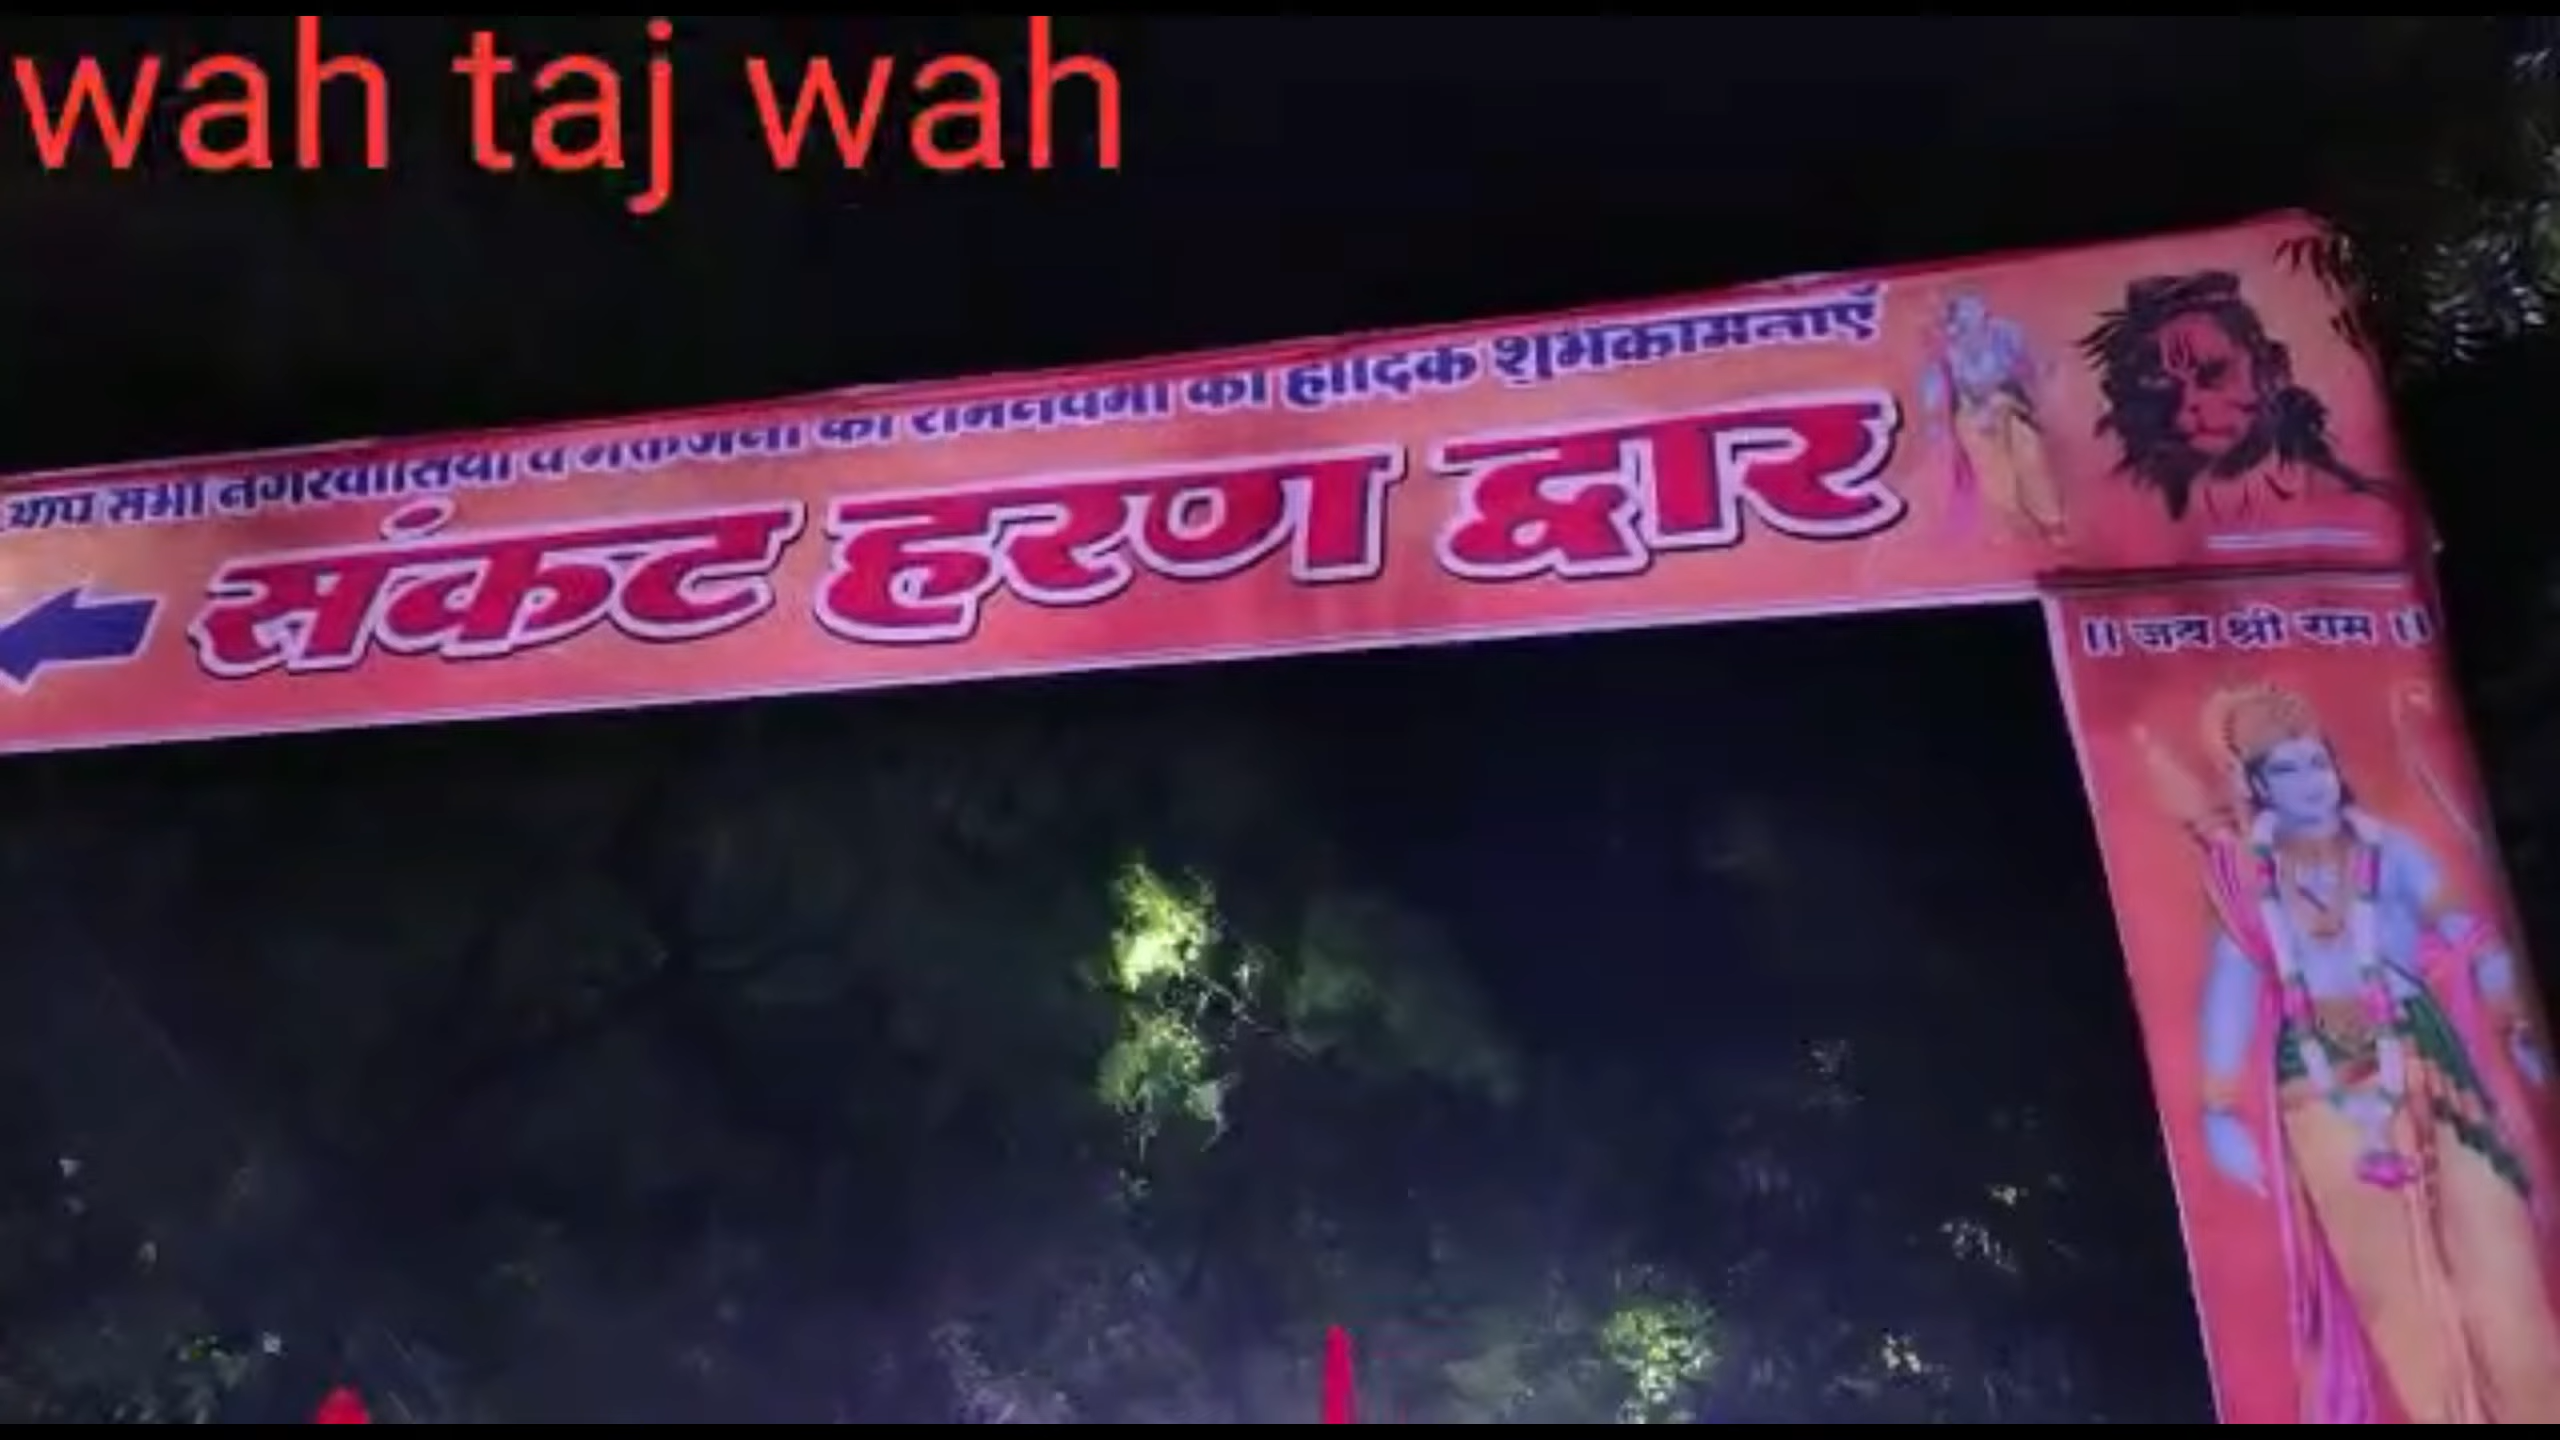 wah taj wah
आप सभी नगरवासियों व भक्तजनों को रामनवमी की हार्दिक शुभकामनाएँ
संकट हरण द्वार
।। जय श्री राम ।।